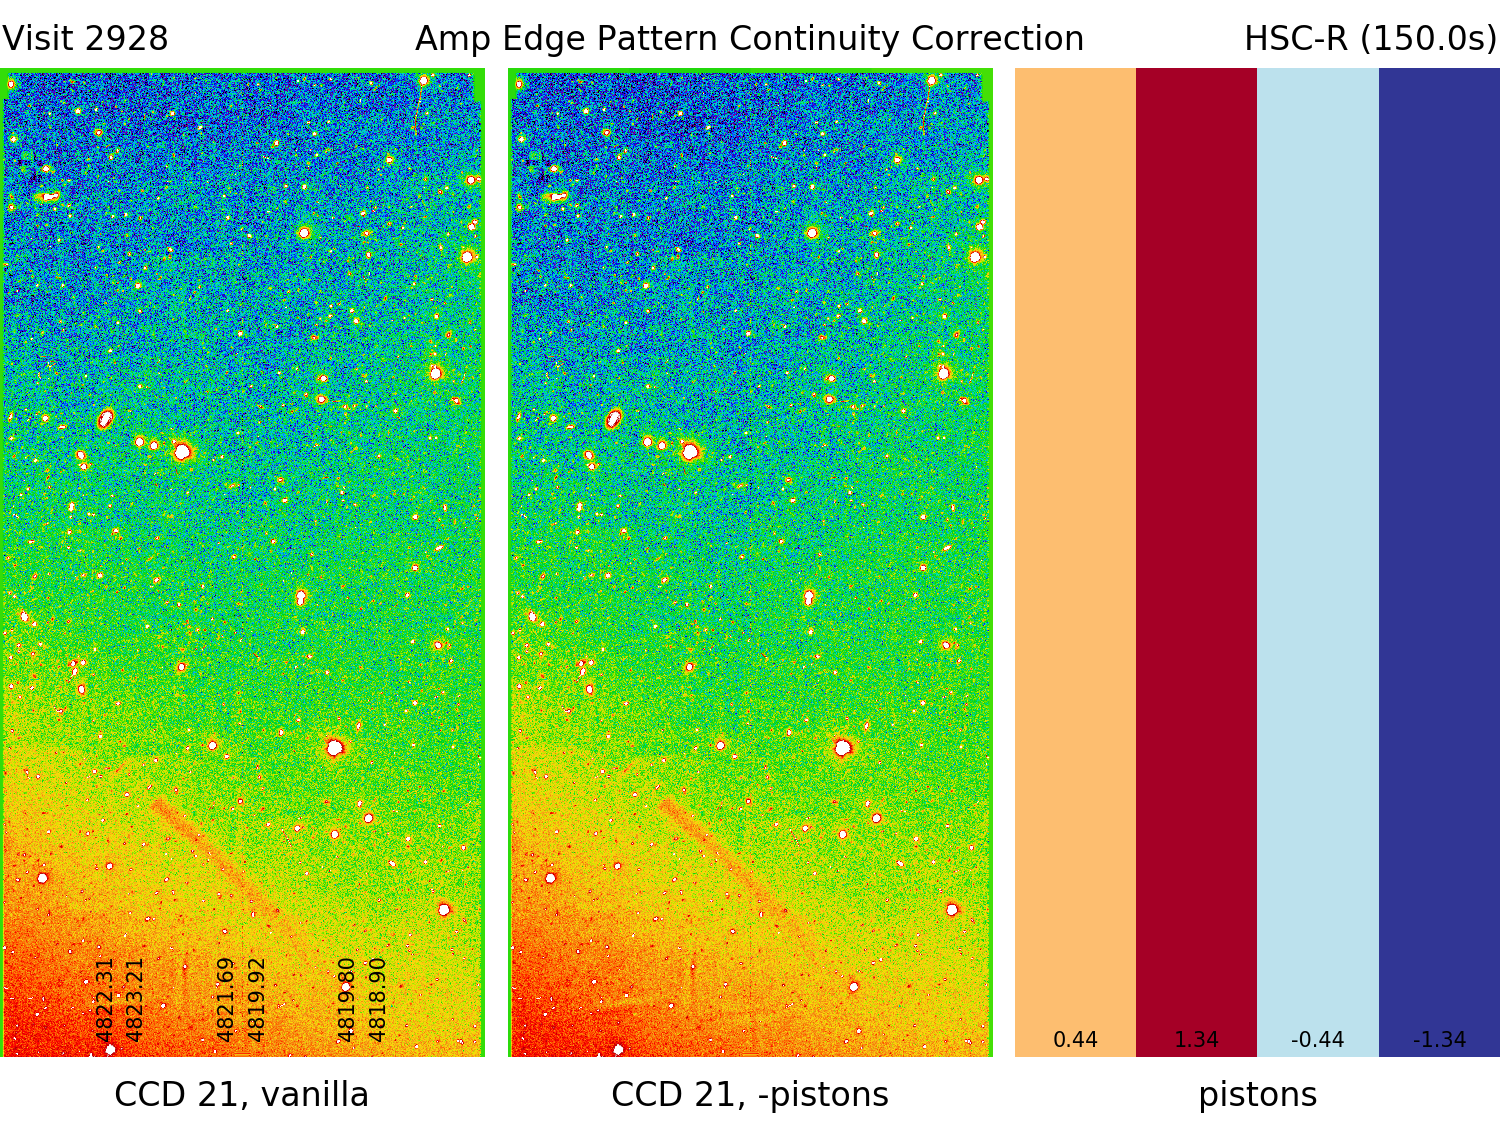 Visit 2928
Amp Edge Pattern Continuity Correction
HSC-R (150.0s)
4822.31
4823.21
4821.69
4819.92
4819.80
4818.90
0.44
1.34
-0.44
-1.34
CCD 21, vanilla
CCD 21, -pistons
pistons